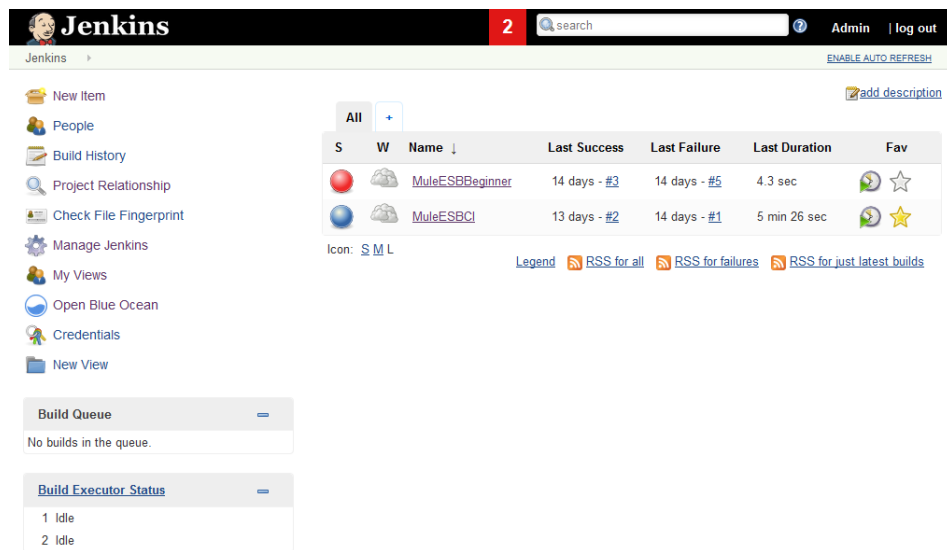 Jenkins 2 search Admin | log out
Jenkins ENABLE AUTO REFRESH
add description
New Item
People
Build History
Project Relationship
Check File Fingerprint
Manage Jenkins
My Views
Open Blue Ocean
Credentials
New View
All +
S W Name ↓ Last Success Last Failure Last Duration Fav
MuleESBBeginner 14 days - #3 14 days - #5 4.3 sec
MuleESBCI 13 days - #2 14 days - #1 5 min 26 sec
Icon: S M L
Legend RSS for all RSS for failures RSS for just latest builds
Build Queue
No builds in the queue.
Build Executor Status
1 Idle
2 Idle